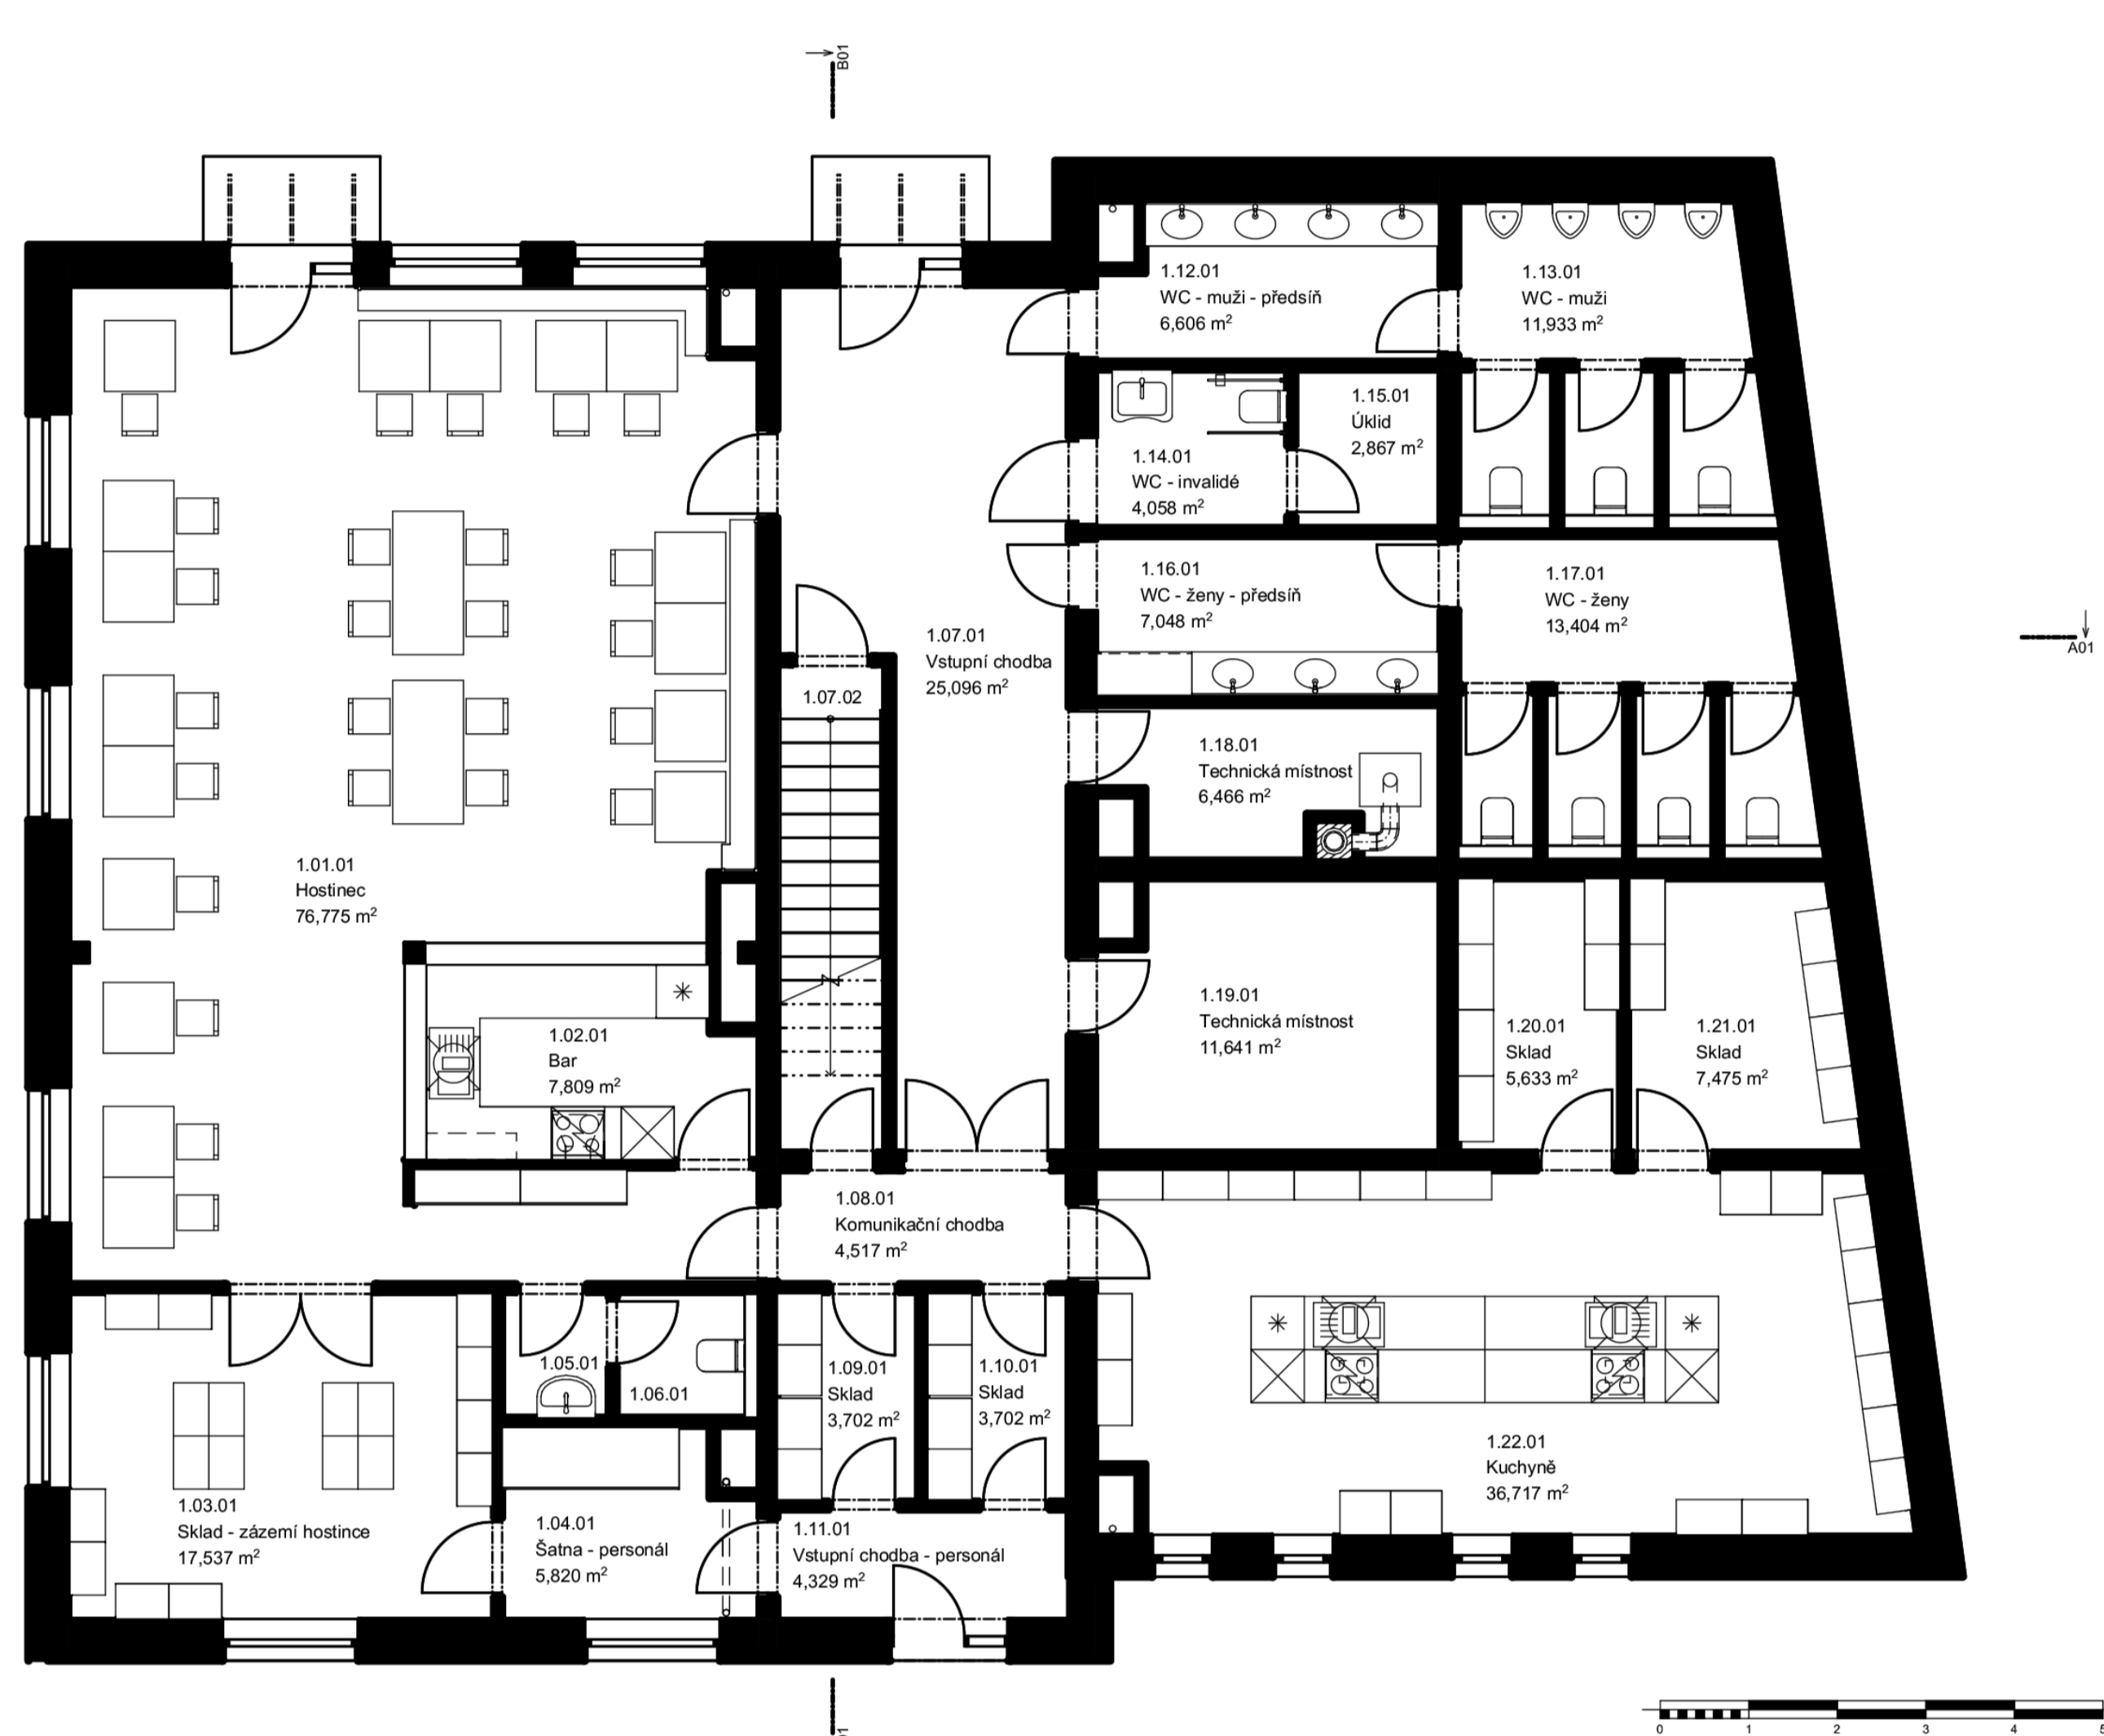 B01
1.12.01
WC - muži - předsíň
6,606 m²
1.13.01
WC - muži
11,933 m²
1.15.01
Úklid
2,867 m²
1.14.01
WC - invalidé
4,058 m²
1.16.01
WC - ženy - předsíň
7,048 m²
1.17.01
WC - ženy
13,404 m²
A01
1.07.01
Vstupní chodba
25,096 m²
1.07.02
1.18.01
Technická místnost
6,466 m²
1.01.01
Hostinec
76,775 m²
1.02.01
Bar
7,809 m²
1.19.01
Technická místnost
11,641 m²
1.20.01
Sklad
5,633 m²
1.21.01
Sklad
7,475 m²
1.08.01
Komunikační chodba
4,517 m²
1.05.01
1.06.01
1.09.01
Sklad
3,702 m²
1.10.01
Sklad
3,702 m²
1.22.01
Kuchyně
36,717 m²
1.03.01
Sklad - zázemí hostince
17,537 m²
1.04.01
Šatna - personál
5,820 m²
1.11.01
Vstupní chodba - personál
4,329 m²
0 1 2 3 4 5